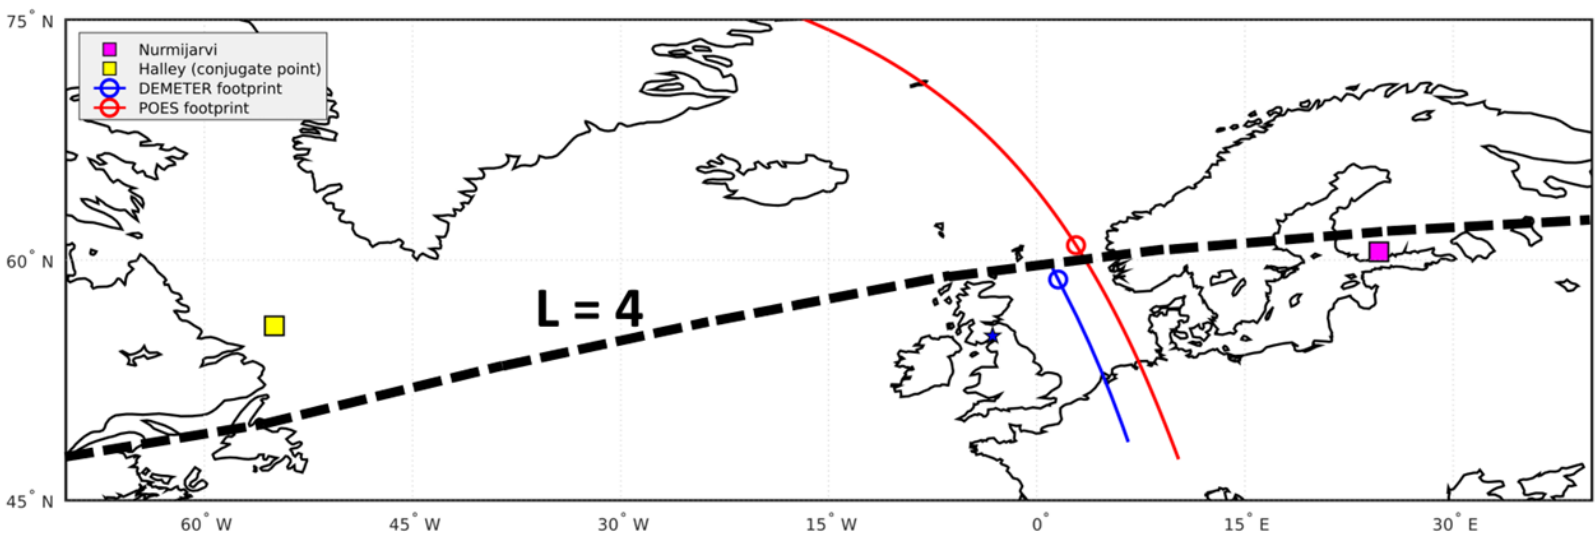 75° N
Nurmijarvi
Halley (conjugate point)
DEMETER footprint
POES footprint
60° N
L = 4
45° N
60° W
45° W
30° W
15° W
0°
15° E
30° E